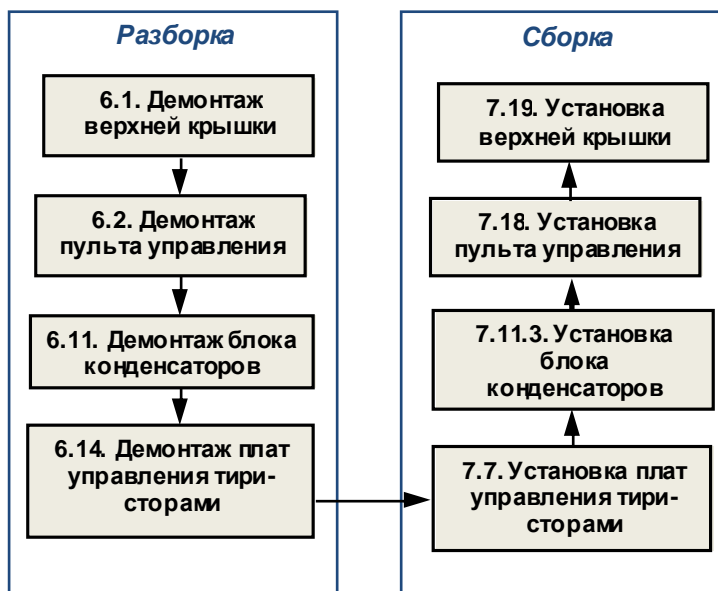 Разборка
6.1. Демонтаж
верхней крышки
6.2. Демонтаж
пульта управления
6.11. Демонтаж блока
конденсаторов
6.14. Демонтаж плат
управления тири-
сторами
Сборка
7.19. Установка
верхней крышки
7.18. Установка
пульта управления
7.11.3. Установка
блока
конденсаторов
7.7. Установка плат
управления тири-
сторами